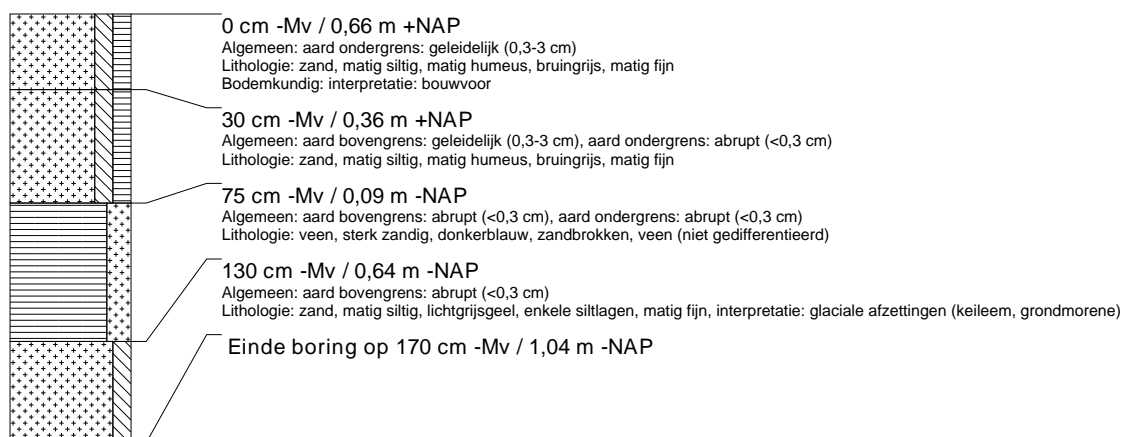 0 cm -Mv / 0,66 m +NAP
Algemeen: aard ondergrens: geleidelijk (0,3-3 cm)
Lithologie: zand, matig siltig, matig humeus, bruingrijs, matig fijn
Bodemkundig: interpretatie: bouwvoor
30 cm -Mv / 0,36 m +NAP
Algemeen: aard bovengrens: geleidelijk (0,3-3 cm), aard ondergrens: abrupt (<0,3 cm)
Lithologie: zand, matig siltig, matig humeus, bruingrijs, matig fijn
75 cm -Mv / 0,09 m -NAP
Algemeen: aard bovengrens: abrupt (<0,3 cm), aard ondergrens: abrupt (<0,3 cm)
Lithologie: veen, sterk zandig, donkerblauw, zandbrokken, veen (niet gedifferentieerd)
130 cm -Mv / 0,64 m -NAP
Algemeen: aard bovengrens: abrupt (<0,3 cm)
Lithologie: zand, matig siltig, lichtgrijsgeel, enkele siltlagen, matig fijn, interpretatie: glaciale afzettingen (keileem, grondmorene)
Einde boring op 170 cm -Mv / 1,04 m -NAP